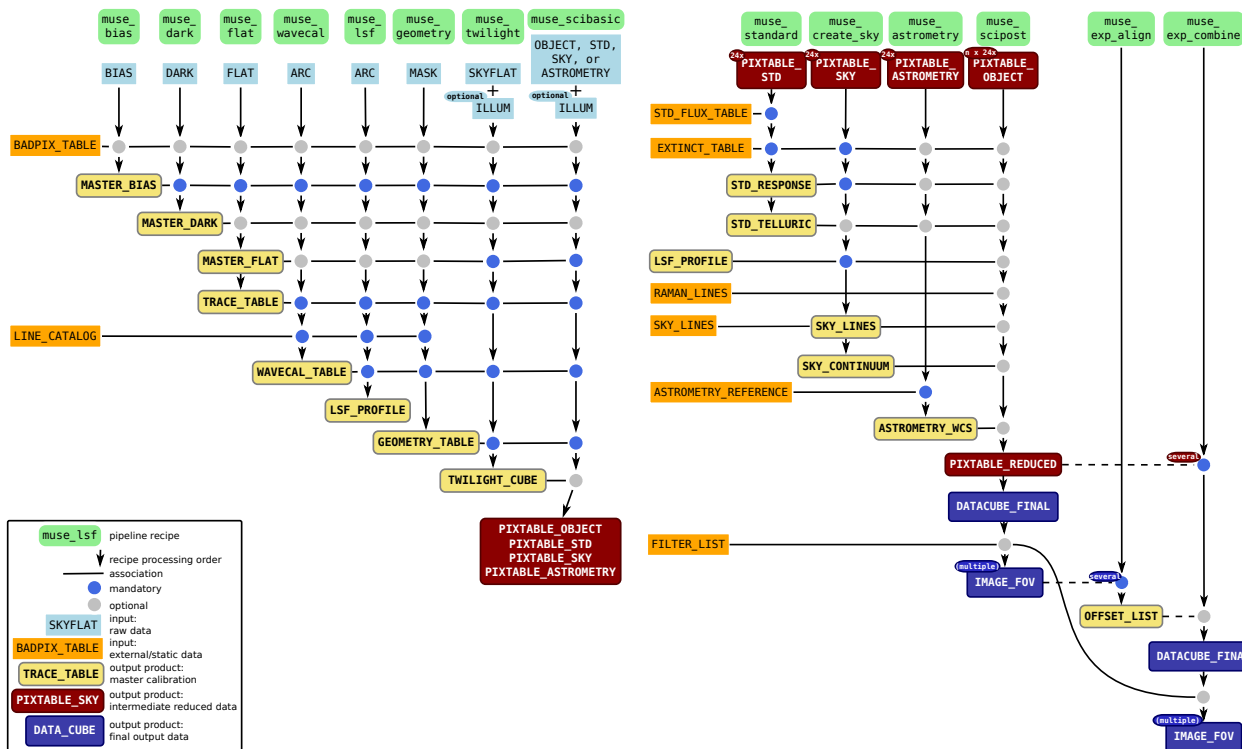 muse_
bias
muse_
dark
muse_
flat
muse_
wavecal
muse_
lsf
muse_
geometry
muse_
twilight
muse_scibasic
BIAS
DARK
FLAT
ARC
ARC
MASK
SKYFLAT
+
optional
ILLUM
OBJECT, STD,
SKY, or
ASTROMETRY
+
optional
ILLUM
BADPIX_TABLE
MASTER_BIAS
MASTER_DARK
MASTER_FLAT
TRACE_TABLE
LINE_CATALOG
WAVECAL_TABLE
LSF_PROFILE
GEOMETRY_TABLE
TWILIGHT_CUBE
PIXTABLE_OBJECT
PIXTABLE_STD
PIXTABLE_SKY
PIXTABLE_ASTROMETRY
muse_lsf
pipeline recipe
recipe processing order
association
mandatory
optional
SKYFLAT
input:
raw data
BADPIX_TABLE
input:
external/static data
TRACE_TABLE
output product:
master calibration
PIXTABLE_SKY
output product:
intermediate reduced data
DATA_CUBE
output product:
final output data
muse_
standard
muse_
create_sky
muse_
astrometry
muse_
scipost
muse_
exp_align
muse_
exp_combine
24x
PIXTABLE_
STD
24x
PIXTABLE_
SKY
24x
PIXTABLE_
ASTROMETRY
n x 24x
PIXTABLE_
OBJECT
STD_FLUX_TABLE
EXTINCT_TABLE
STD_RESPONSE
STD_TELLURIC
LSF_PROFILE
RAMAN_LINES
SKY_LINES
SKY_LINES
SKY_CONTINUUM
ASTROMETRY_REFERENCE
ASTROMETRY_WCS
PIXTABLE_REDUCED
several
DATACUBE_FINAL
FILTER_LIST
(multiple)
IMAGE_FOV
several
OFFSET_LIST
DATACUBE_FINAL
(multiple)
IMAGE_FOV